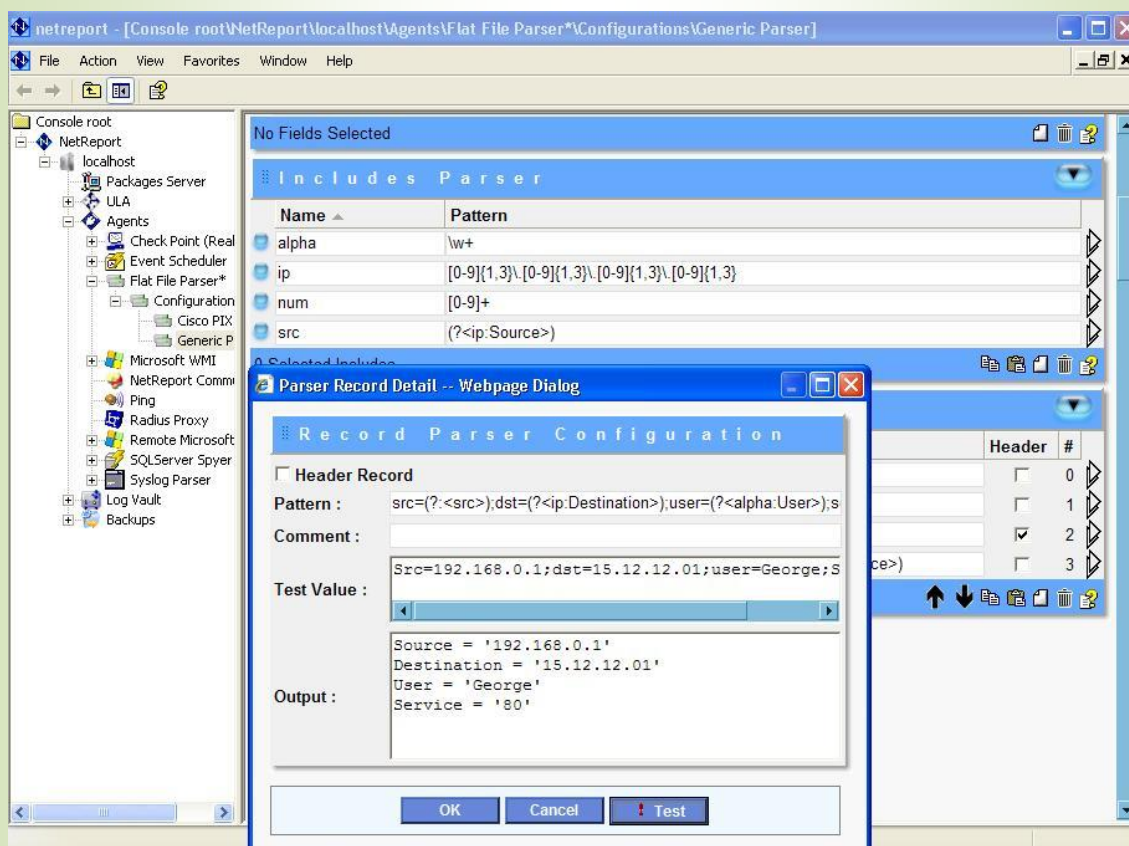 netreport - [Console root\NetReport\localhost\Agents\Flat File Parser*\Configurations\Generic Parser]
File Action View Favorites Window Help
Console root
NetReport
localhost
Packages Server
ULA
Agents
Check Point (Real
Event Scheduler
Flat File Parser*
Configuration
Cisco PIX
Generic P
Microsoft WMI
NetReport Commu
Ping
Radius Proxy
Remote Microsoft
SQLServer Spyer
Syslog Parser
Log Vault
Backups
No Fields Selected
Includes Parser
Name Pattern
alpha \w+
ip [0-9]{1,3}\.[0-9]{1,3}\.[0-9]{1,3}\.[0-9]{1,3}
num [0-9]+
src (?<ip:Source>)
0 Selected Includes
Header #
0
1
2
ce>) 3
Parser Record Detail -- Webpage Dialog
Record Parser Configuration
Header Record
Pattern : src=(?:<src>);dst=(?<ip:Destination>);user=(?<alpha:User>);s
Comment :
Test Value : Src=192.168.0.1;dst=15.12.12.01;user=George;S
Output :
Source = '192.168.0.1'
Destination = '15.12.12.01'
User = 'George'
Service = '80'
OK Cancel ! Test